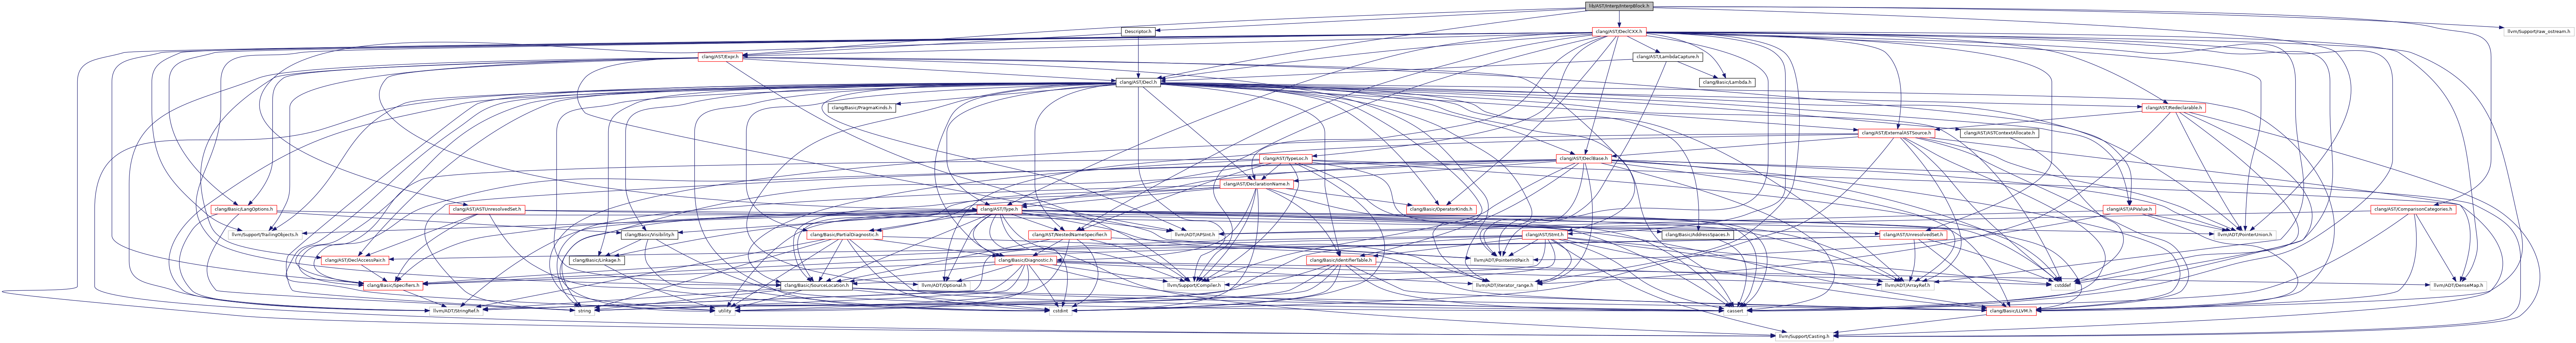 lib/AST/Interp/InterpBlock.h
Descriptor.h
clang/AST/DeclCXX.h
llvm/Support/raw_ostream.h
clang/AST/Expr.h
clang/AST/LambdaCapture.h
clang/AST/Decl.h
clang/Basic/Lambda.h
clang/Basic/PragmaKinds.h
clang/AST/Redeclarable.h
clang/AST/ExternalASTSource.h
clang/AST/ASTContextAllocate.h
clang/AST/TypeLoc.h
clang/AST/DeclBase.h
clang/AST/DeclarationName.h
clang/Basic/LangOptions.h
clang/AST/ASTUnresolvedSet.h
clang/AST/Type.h
clang/Basic/OperatorKinds.h
clang/AST/APValue.h
clang/AST/ComparisonCategories.h
llvm/Support/TrailingObjects.h
clang/Basic/Visibility.h
clang/Basic/PartialDiagnostic.h
clang/AST/NestedNameSpecifier.h
llvm/ADT/APSInt.h
clang/AST/Stmt.h
clang/Basic/AddressSpaces.h
clang/AST/UnresolvedSet.h
llvm/ADT/PointerUnion.h
clang/AST/DeclAccessPair.h
clang/Basic/Linkage.h
clang/Basic/Diagnostic.h
clang/Basic/IdentifierTable.h
llvm/ADT/PointerIntPair.h
clang/Basic/Specifiers.h
clang/Basic/SourceLocation.h
llvm/ADT/Optional.h
llvm/Support/Compiler.h
llvm/ADT/iterator_range.h
llvm/ADT/ArrayRef.h
cstddef
llvm/ADT/DenseMap.h
llvm/ADT/StringRef.h
string
utility
cstdint
cassert
clang/Basic/LLVM.h
llvm/Support/Casting.h